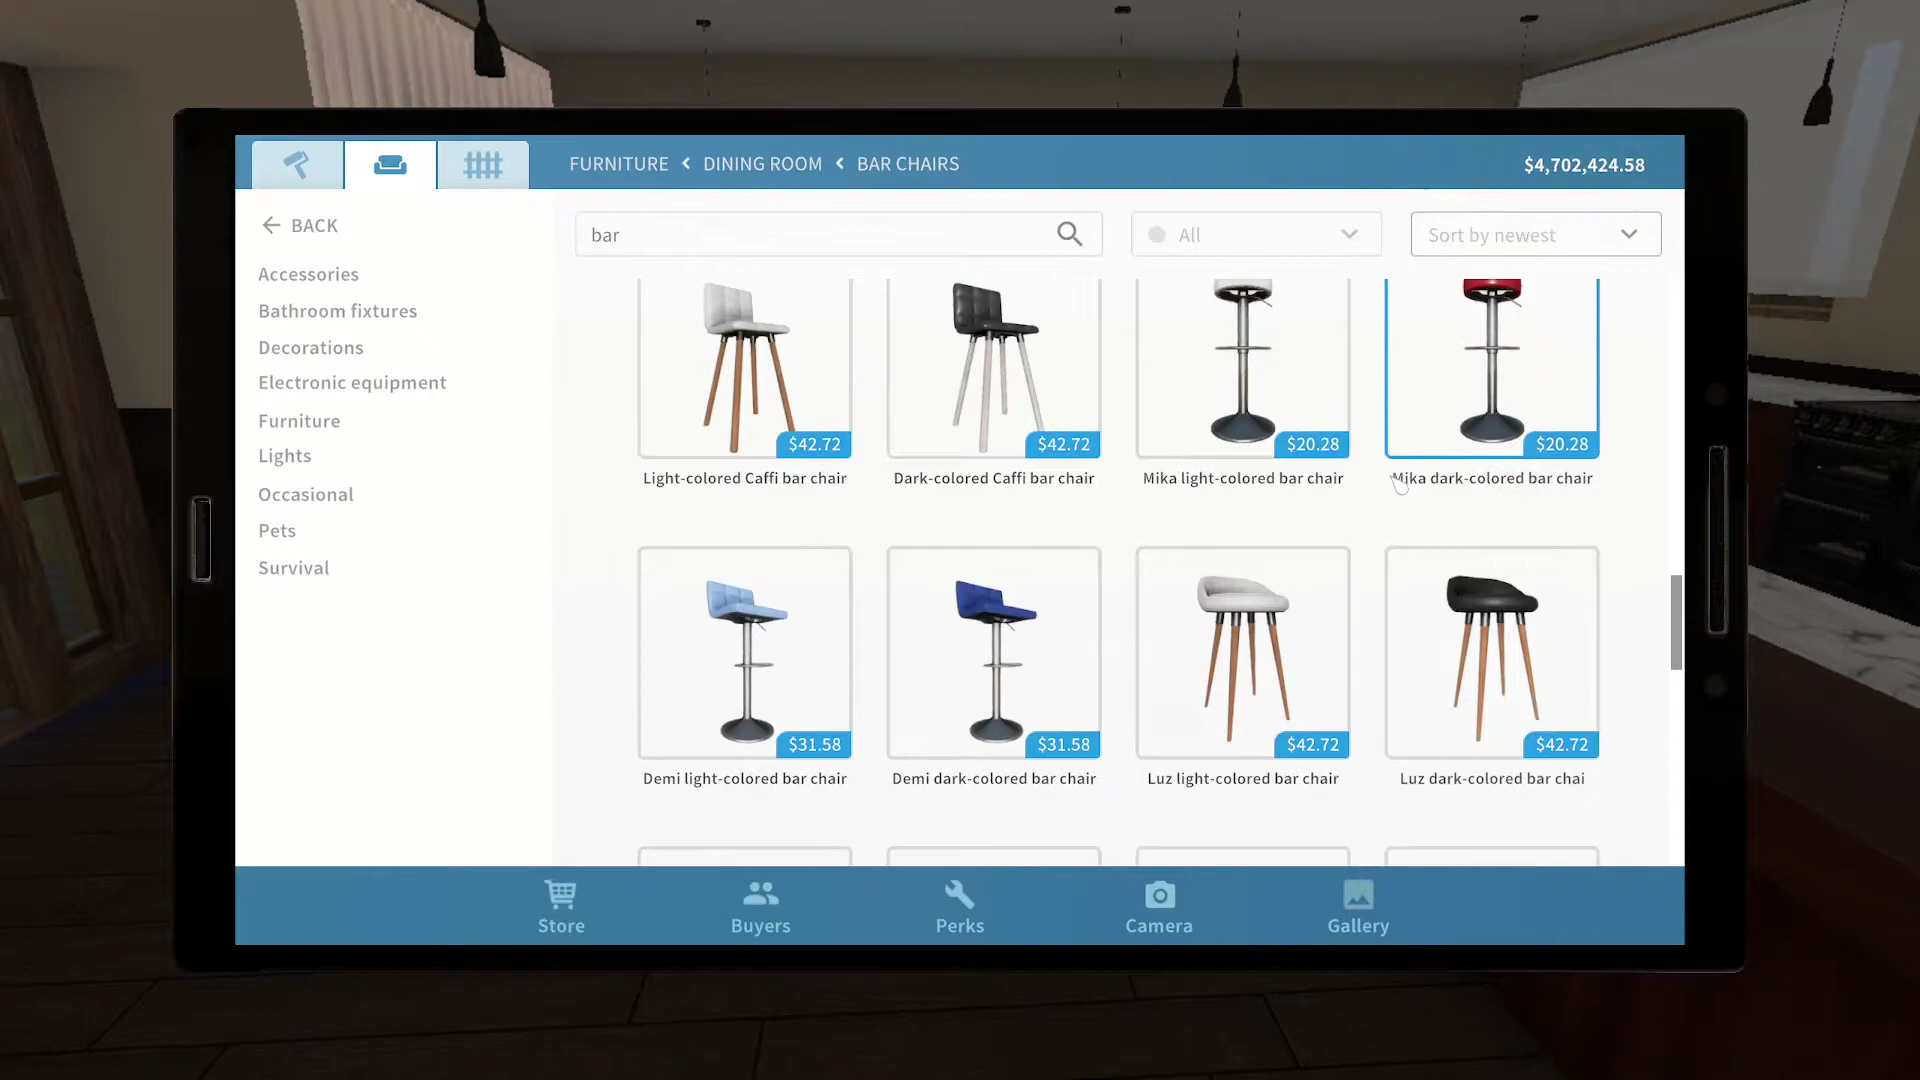 FURNITURE < DINING ROOM < BAR CHAIRS
$4,702,424.58
BACK
Accessories
Bathroom fixtures
Decorations
Electronic equipment
Furniture
Lights
Occasional
Pets
Survival
bar
All
Sort by newest
$42.72
$42.72
$20.28
$20.28
Light-colored Caffi bar chair
Dark-colored Caffi bar chair
Mika light-colored bar chair
Mika dark-colored bar chair
$31.58
$31.58
$42.72
$42.72
Demi light-colored bar chair
Demi dark-colored bar chair
Luz light-colored bar chair
Luz dark-colored bar chai
Store
Buyers
Perks
Camera
Gallery